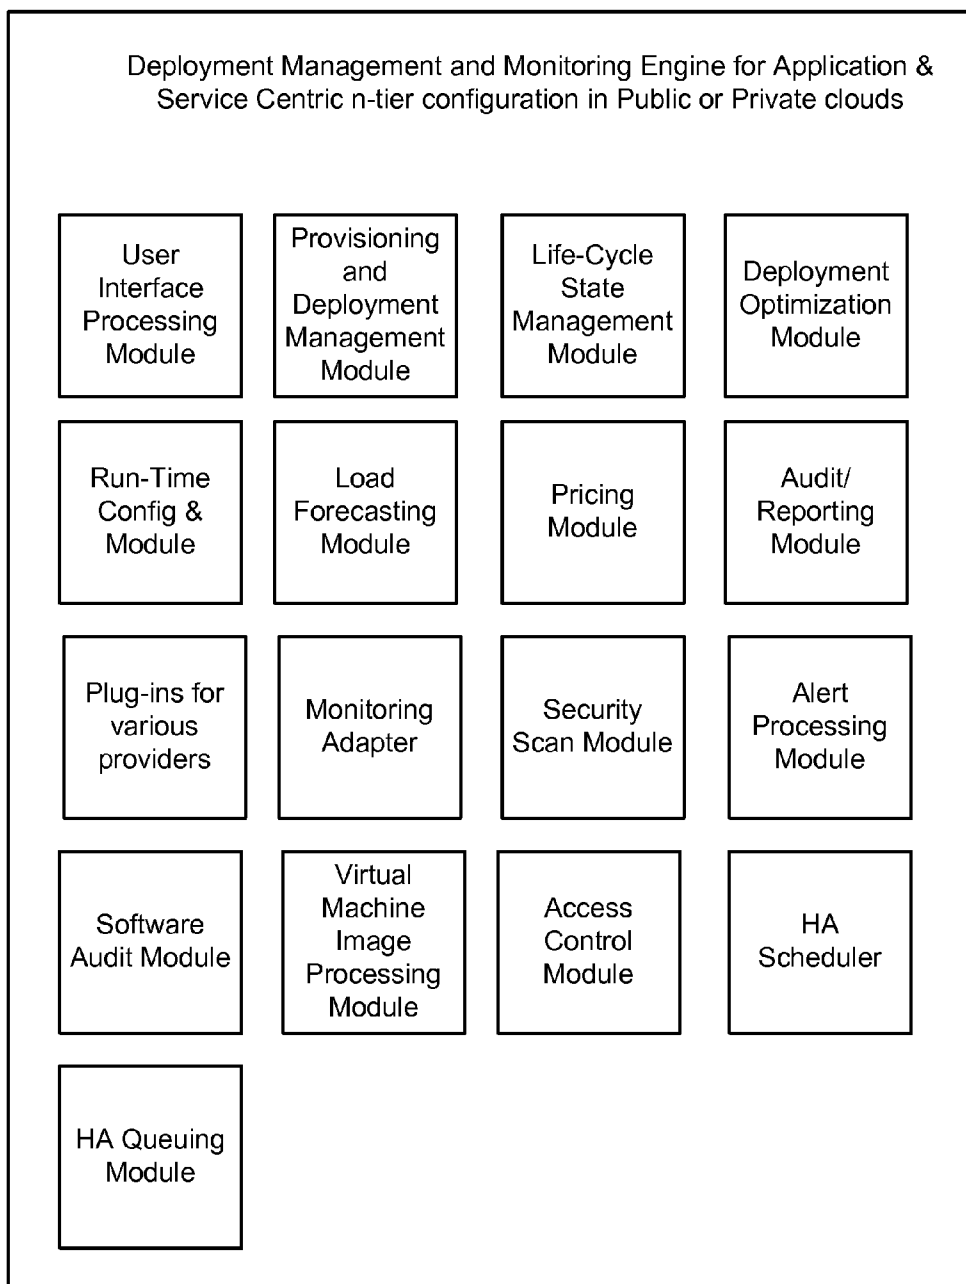 Deployment Management and Monitoring Engine for Application &
Service Centric n-tier configuration in Public or Private clouds
User
Interface
Processing
Module
Provisioning
and
Deployment
Management
Module
Life-Cycle
State
Management
Module
Deployment
Optimization
Module
Run-Time
Config &
Module
Load
Forecasting
Module
Pricing
Module
Audit/
Reporting
Module
Plug-ins for
various
providers
Monitoring
Adapter
Security
Scan Module
Alert
Processing
Module
Software
Audit Module
Virtual
Machine
Image
Processing
Module
Access
Control
Module
HA
Scheduler
HA Queuing
Module